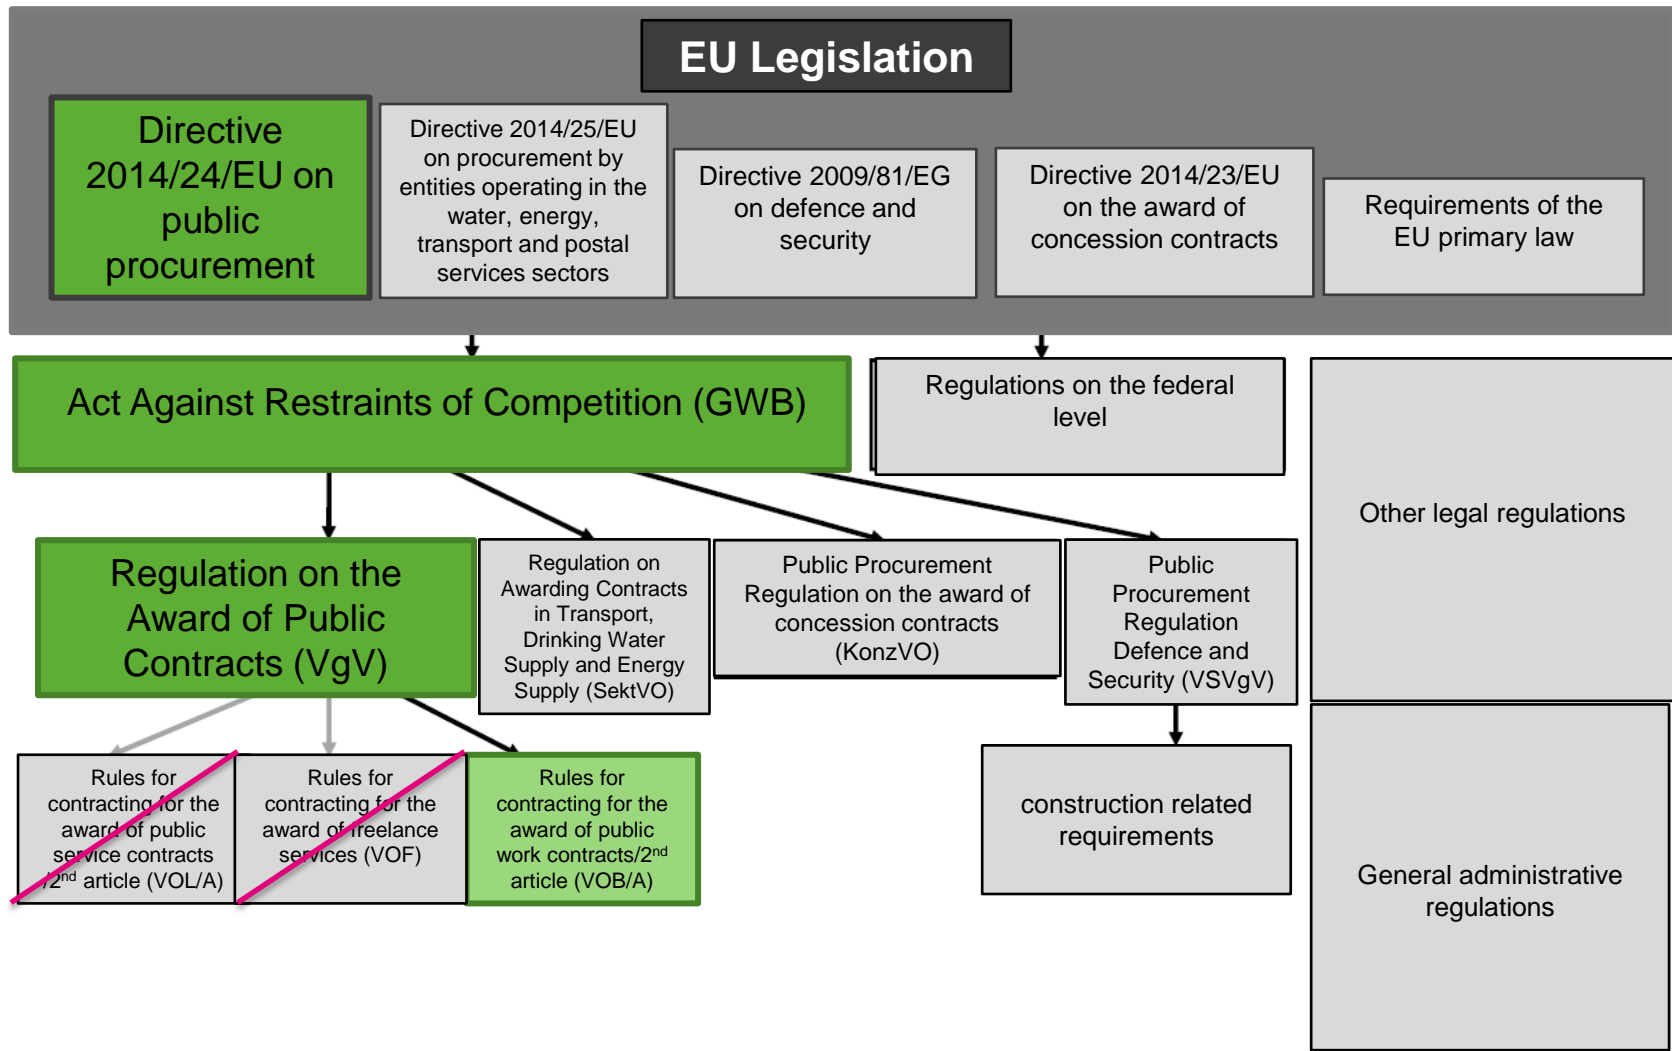 EU Legislation
Directive
2014/24/EU on
public
procurement
Directive 2014/25/EU
on procurement by
entities operating in the
water, energy,
transport and postal
services sectors
Directive 2009/81/EG
on defence and
security
Directive 2014/23/EU
on the award of
concession contracts
Requirements of the
EU primary law
Act Against Restraints of Competition (GWB)
Regulations on the federal
level
Other legal regulations
Regulation on the
Award of Public
Contracts (VgV)
Regulation on
Awarding Contracts
in Transport,
Drinking Water
Supply and Energy
Supply (SektVO)
Public Procurement
Regulation on the award of
concession contracts
(KonzVO)
Public
Procurement
Regulation
Defence and
Security (VSVgV)
Rules for
contracting for the
award of public
service contracts
/2nd article (VOL/A)
Rules for
contracting for the
award of freelance
services (VOF)
Rules for
contracting for the
award of public
work contracts/2nd
article (VOB/A)
construction related
requirements
General administrative
regulations